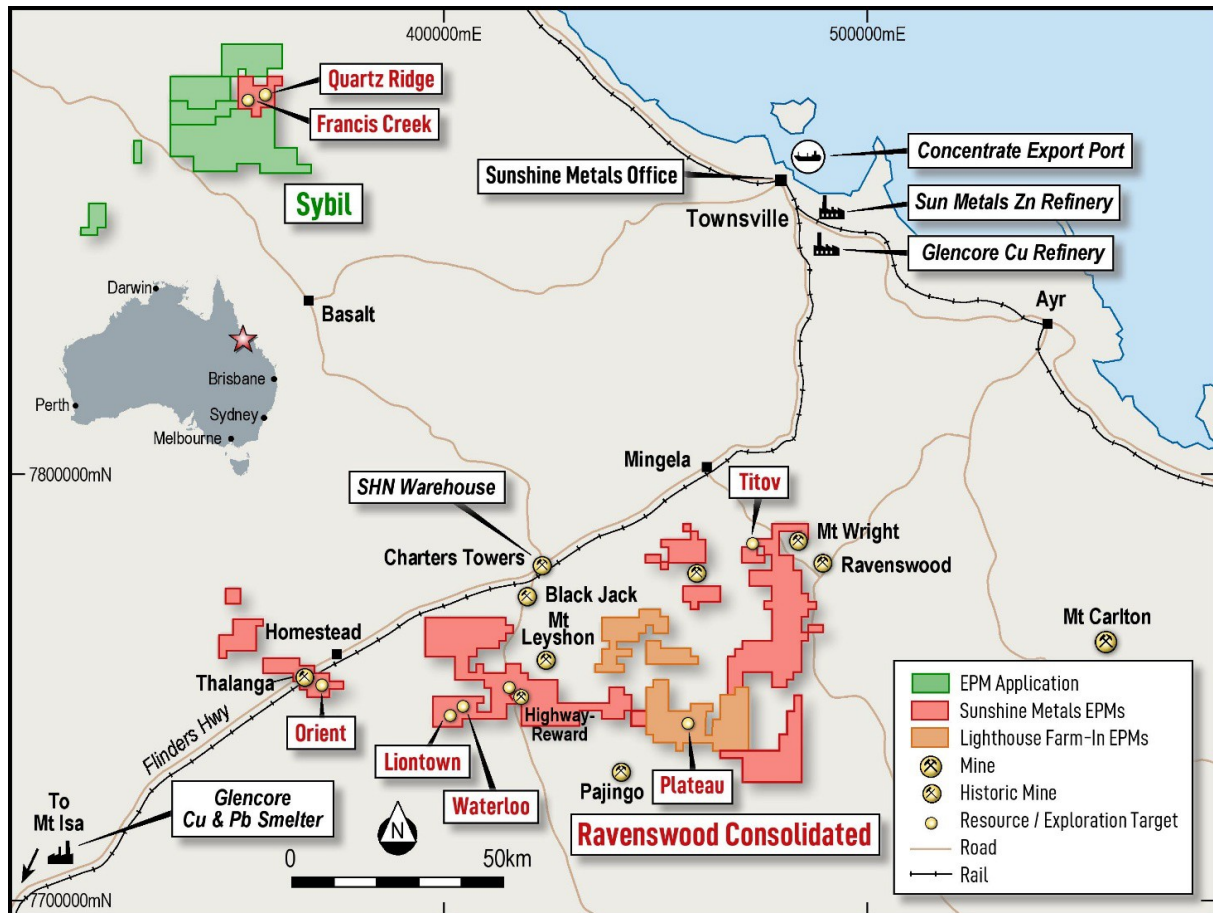 400000mE
500000mE
Quartz Ridge
Francis Creek
Sybil
Concentrate Export Port
Sunshine Metals Office
Sun Metals Zn Refinery
Townsville
Glencore Cu Refinery
Basalt
Ayr
Darwin
Brisbane
Perth
Sydney
Melbourne
7800000mN
Mingela
SHN Warehouse
Titov
Mt Wright
Charters Towers
Ravenswood
Black Jack
Mt
Leyshon
Mt Carlton
Homestead
Thalanga
Orient
Flinders Hwy
Highway-
Reward
Liontown
Waterloo
Pajingo
Plateau
Ravenswood Consolidated
Glencore
Cu & Pb Smelter
To
Mt Isa
N
0
50km
7700000mN
EPM Application
Sunshine Metals EPMs
Lighthouse Farm-In EPMs
Mine
Historic Mine
Resource / Exploration Target
Road
Rail